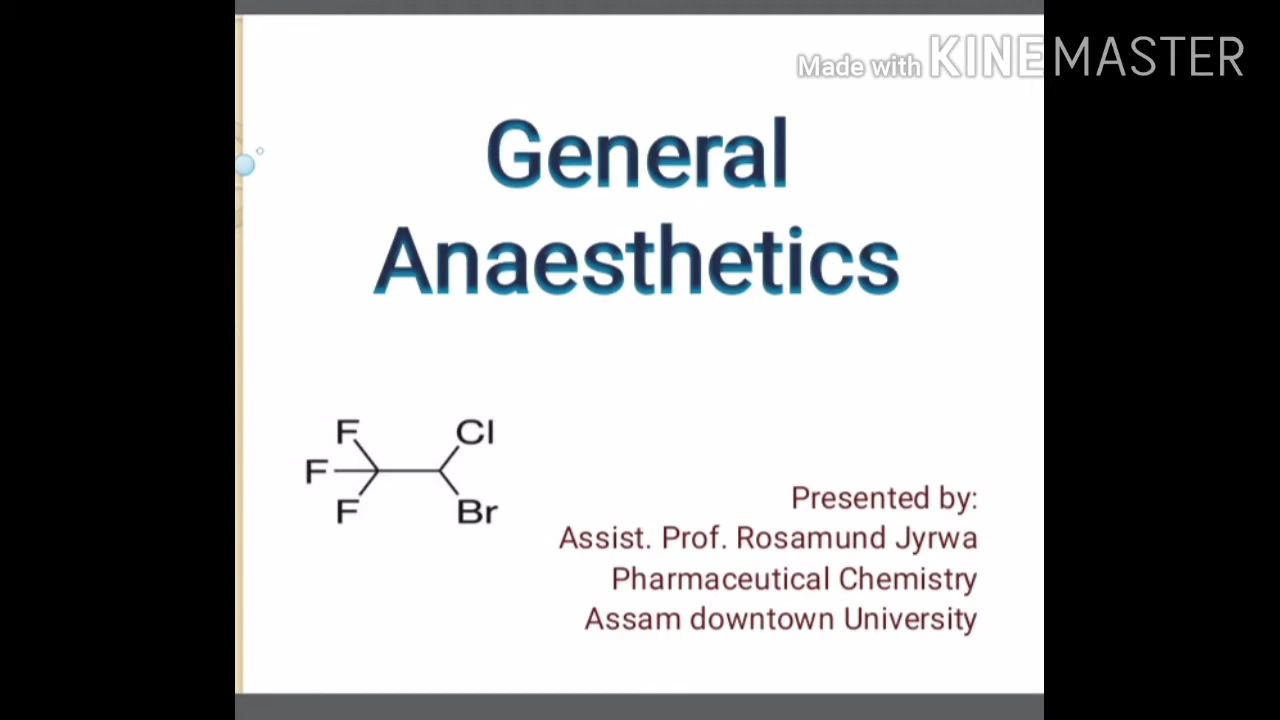 Made with KINEMASTER
General
Anaesthetics
F Cl
F
F Br
Presented by:
Assist. Prof. Rosamund Jyrwa
Pharmaceutical Chemistry
Assam downtown University